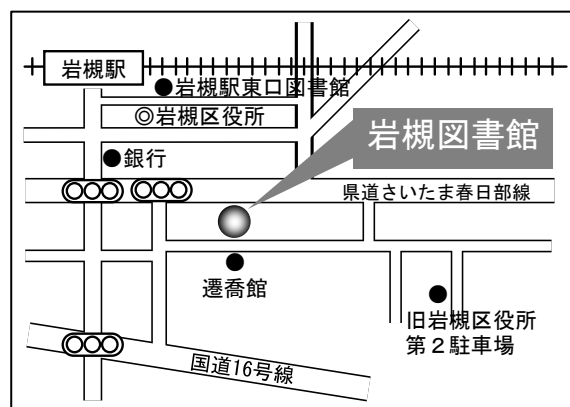 岩槻駅
岩槻駅東口図書館
岩槻区役所
岩槻図書館
銀行
県道さいたま春日部線
遷喬館
旧岩槻区役所
第２駐車場
国道16号線